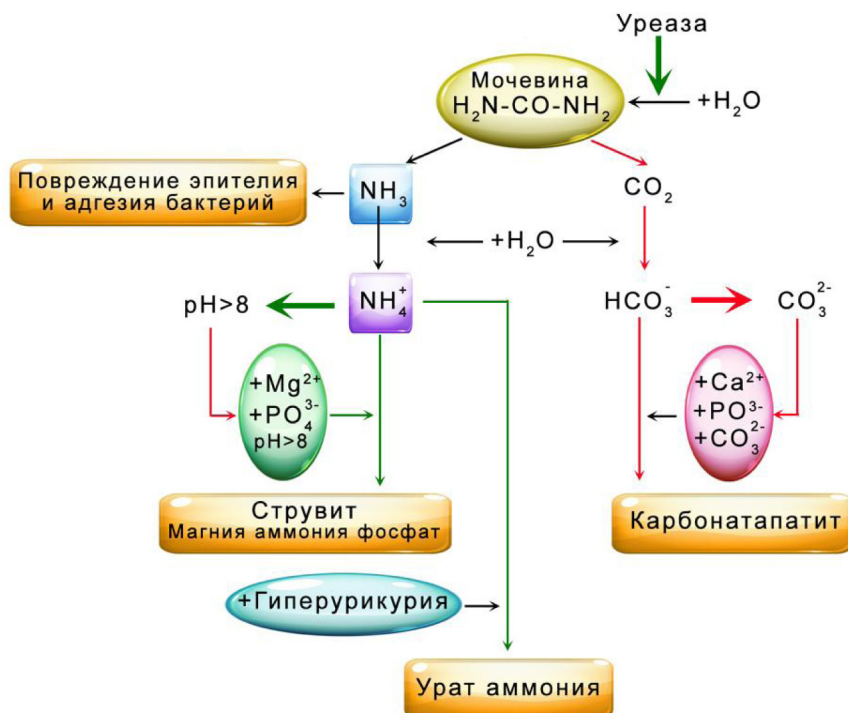 Уреаза
Мочевина
H₂N-CO-NH₂
+H₂O
Повреждение эпителия
и адгезия бактерий
NH₃
CO₂
+H₂O
pH>8
NH₄⁺
HCO₃⁻
CO₃²⁻
+Mg²⁺
+PO₄³⁻
pH>8
+Ca²⁺
+PO³⁻
+CO₃²⁻
Струвит
Магния аммония фосфат
Карбонатапатит
+Гиперурикурия
Урат аммония